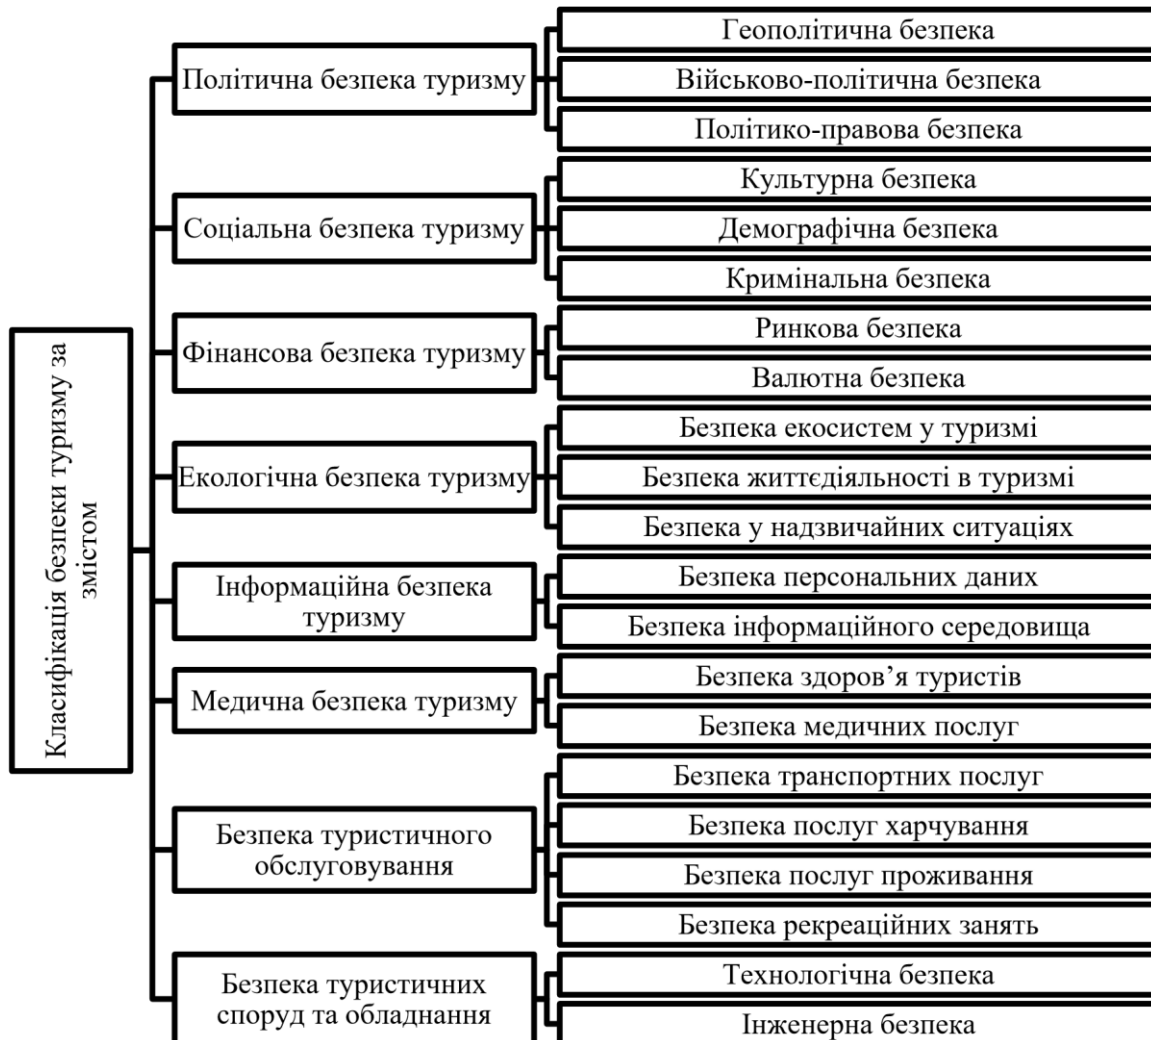 Класифікація безпеки туризму за
змістом
Політична безпека туризму
Геополітична безпека
Військово-політична безпека
Політико-правова безпека
Соціальна безпека туризму
Культурна безпека
Демографічна безпека
Кримінальна безпека
Фінансова безпека туризму
Ринкова безпека
Валютна безпека
Екологічна безпека туризму
Безпека екосистем у туризмі
Безпека життєдіяльності в туризмі
Безпека у надзвичайних ситуаціях
Інформаційна безпека
туризму
Безпека персональних даних
Безпека інформаційного середовища
Медична безпека туризму
Безпека здоров’я туристів
Безпека медичних послуг
Безпека туристичного
обслуговування
Безпека транспортних послуг
Безпека послуг харчування
Безпека послуг проживання
Безпека рекреаційних занять
Безпека туристичних
споруд та обладнання
Технологічна безпека
Інженерна безпека